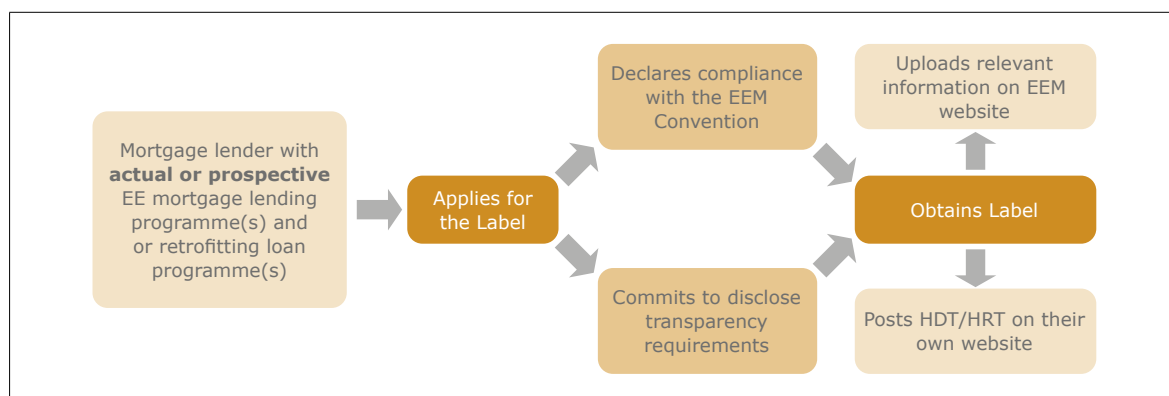 Mortgage lender with
actual or prospective
EE mortgage lending
programme(s) and
or retrofitting loan
programme(s)
Applies for
the Label
Declares compliance
with the EEM
Convention
Commits to disclose
transparency
requirements
Uploads relevant
information on EEM
website
Obtains Label
Posts HDT/HRT on their
own website